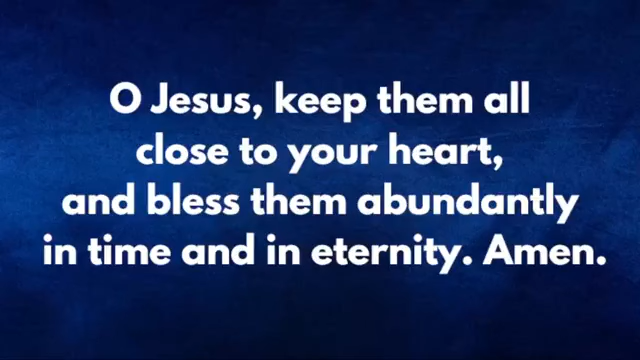 O Jesus, keep them all
close to your heart,
and bless them abundantly
in time and in eternity. Amen.